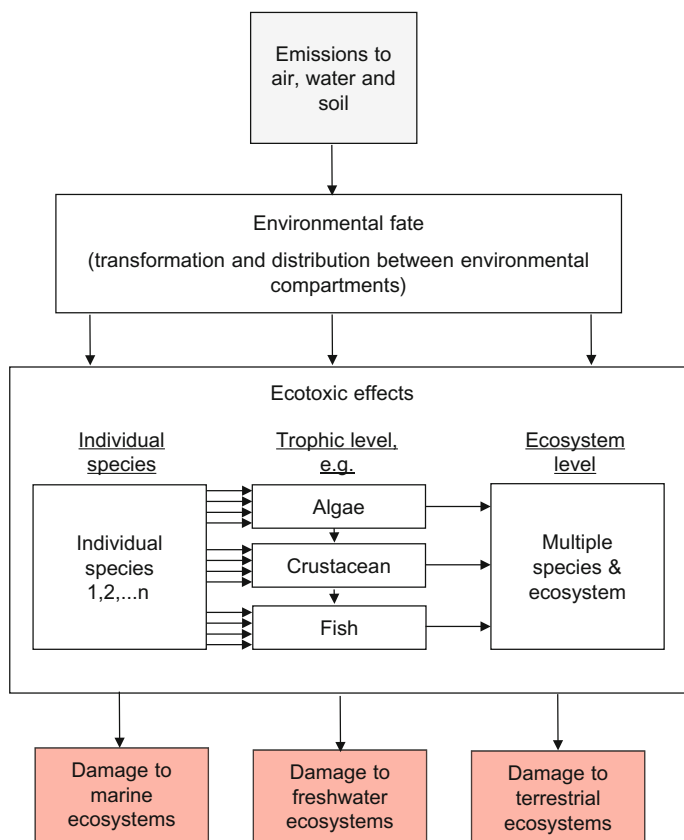 Emissions to
air, water and
soil
Environmental fate
(transformation and distribution between environmental
compartments)
Ecotoxic effects
Individual
species
Trophic level,
e.g.
Ecosystem
level
Individual
species
1,2,...n
Algae
Crustacean
Fish
Multiple
species &
ecosystem
Damage to
marine
ecosystems
Damage to
freshwater
ecosystems
Damage to
terrestrial
ecosystems